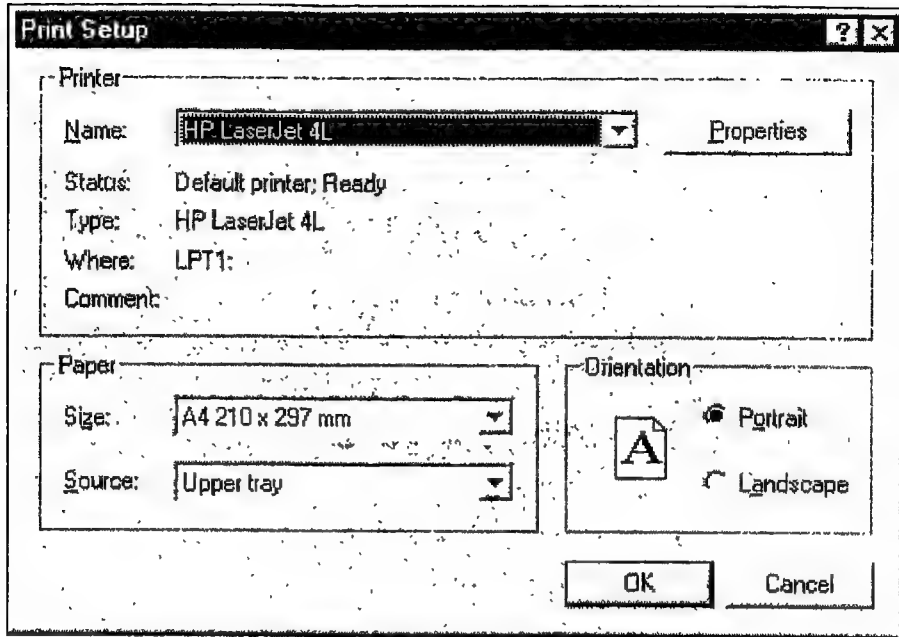 Print Setup
? ×
Printer
Name: HP LaserJet 4L Properties
Status: Default printer; Ready
Type: HP LaserJet 4L
Where: LPT1:
Comment:
Paper
Size: A4 210 x 297 mm
Source: Upper tray
Orientation
A
Portrait
Landscape
OK Cancel